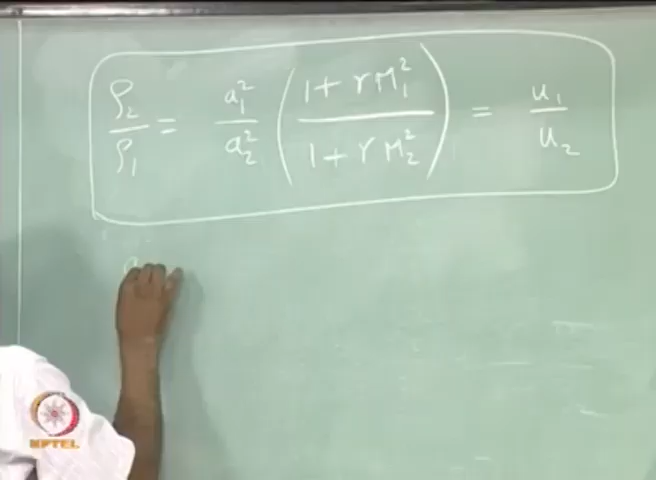 ρ₂/ρ₁ = a₁²/a₂² ((1 + γM₁²)/(1 + γM₂²)) = u₁/u₂
NPTEL